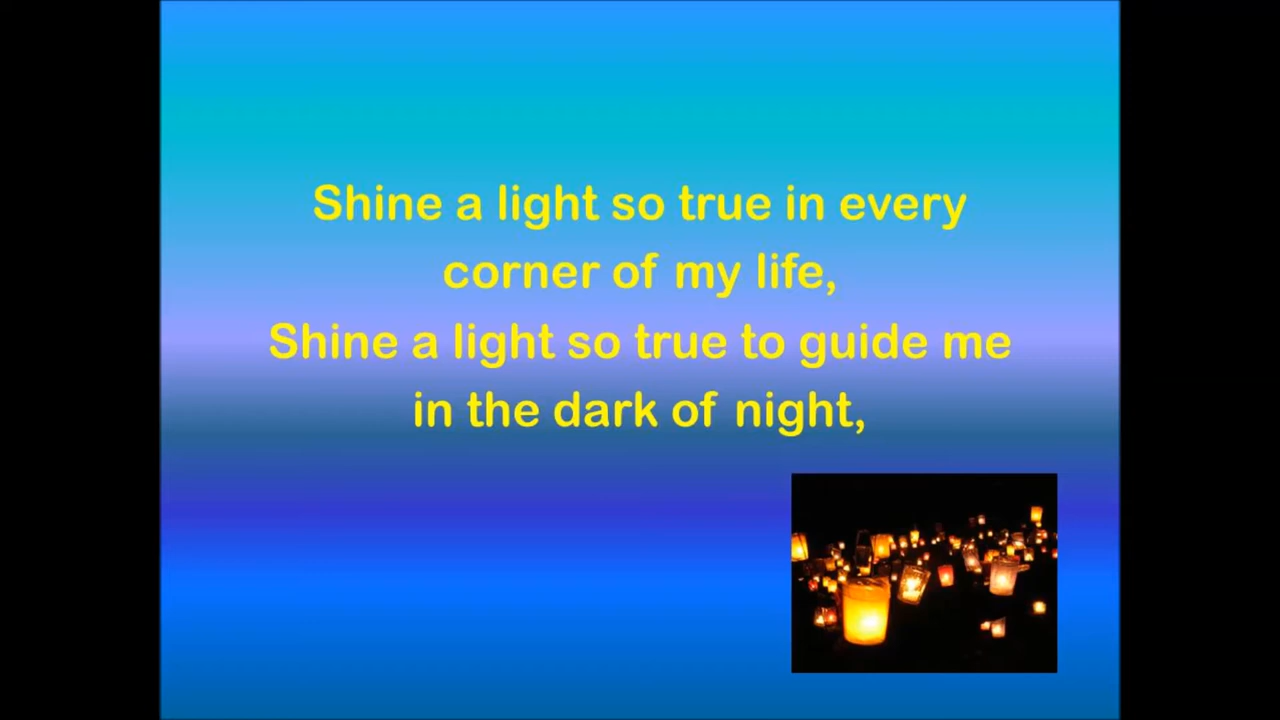 Shine a light so true in every
corner of my life,
Shine a light so true to guide me
in the dark of night,